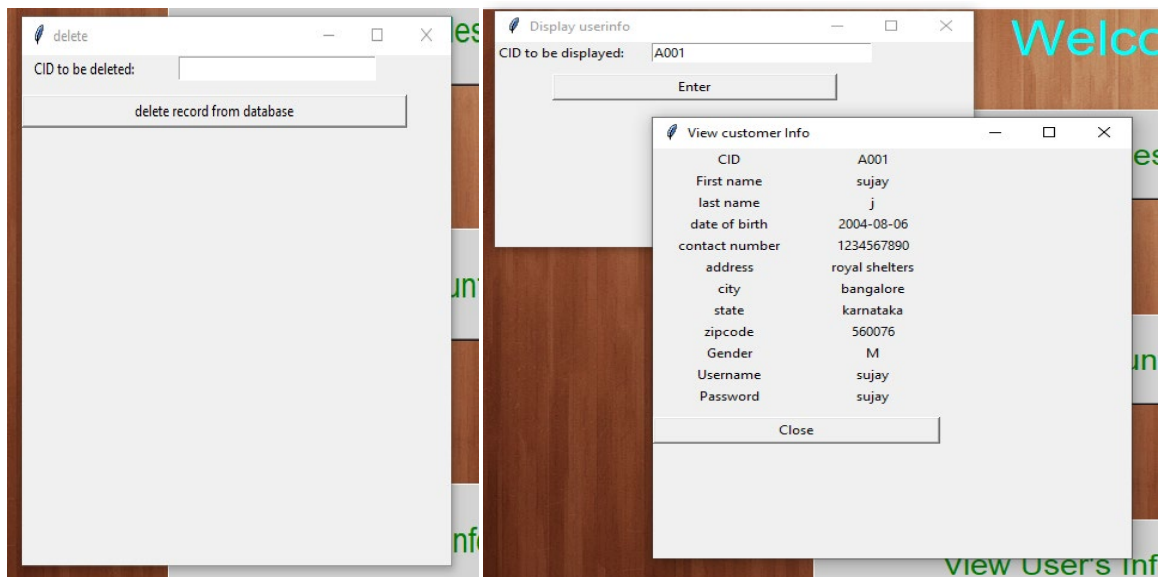 delete
CID to be deleted:
delete record from database
Display userinfo
CID to be displayed: A001
Enter
View customer Info
CID A001
First name sujay
last name j
date of birth 2004-08-06
contact number 1234567890
address royal shelters
city bangalore
state karnataka
zipcode 560076
Gender M
Username sujay
Password sujay
Close
View User's Inf